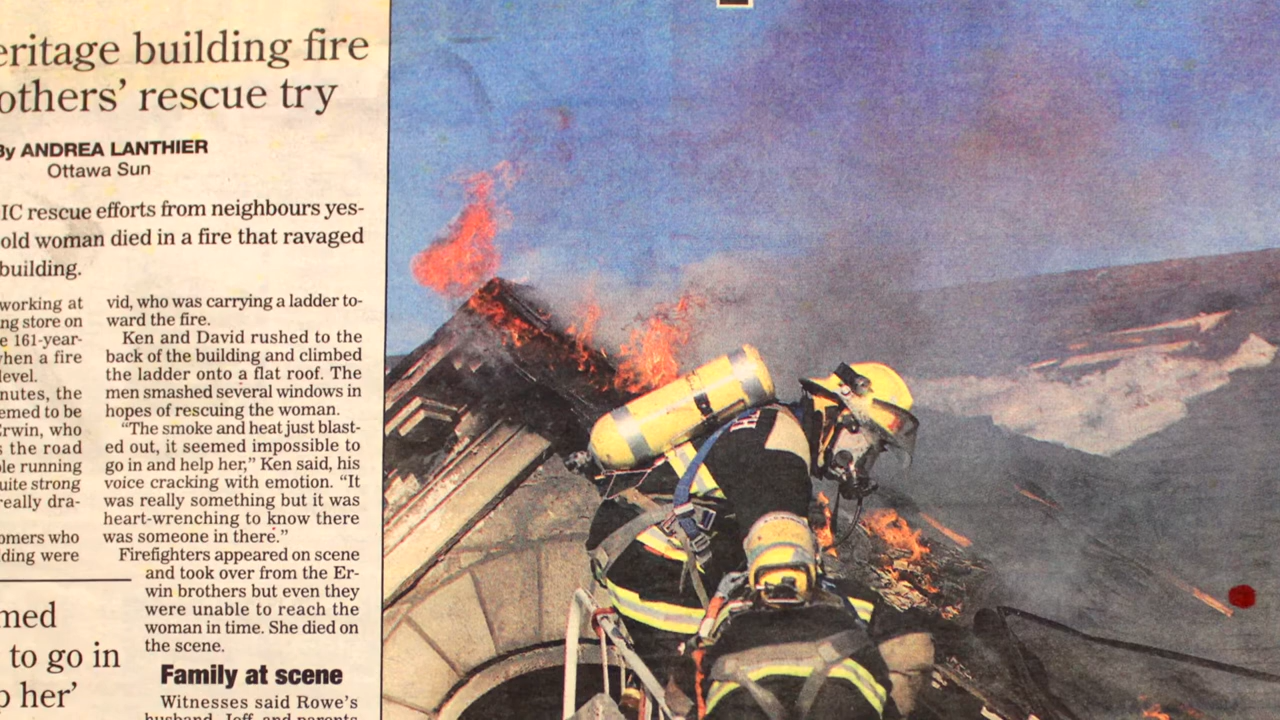 eritage building fire
others' rescue try
By ANDREA LANTHIER
Ottawa Sun
IC rescue efforts from neighbours yes-
old woman died in a fire that ravaged
building.
working at
ng store on
e 161-year-
when a fire
level.
nutes, the
emed to be
Erwin, who
s the road
ple running
uite strong
really dra-
omers who
lding were
med
to go in
p her'
vid, who was carrying a ladder to-
ward the fire.
Ken and David rushed to the
back of the building and climbed
the ladder onto a flat roof. The
men smashed several windows in
hopes of rescuing the woman.
"The smoke and heat just blast-
ed out, it seemed impossible to
go in and help her," Ken said, his
voice cracking with emotion. "It
was really something but it was
heart-wrenching to know there
was someone in there."
Firefighters appeared on scene
and took over from the Er-
win brothers but even they
were unable to reach the
woman in time. She died on
the scene.
Family at scene
Witnesses said Rowe's
husband, Jeff, and parents